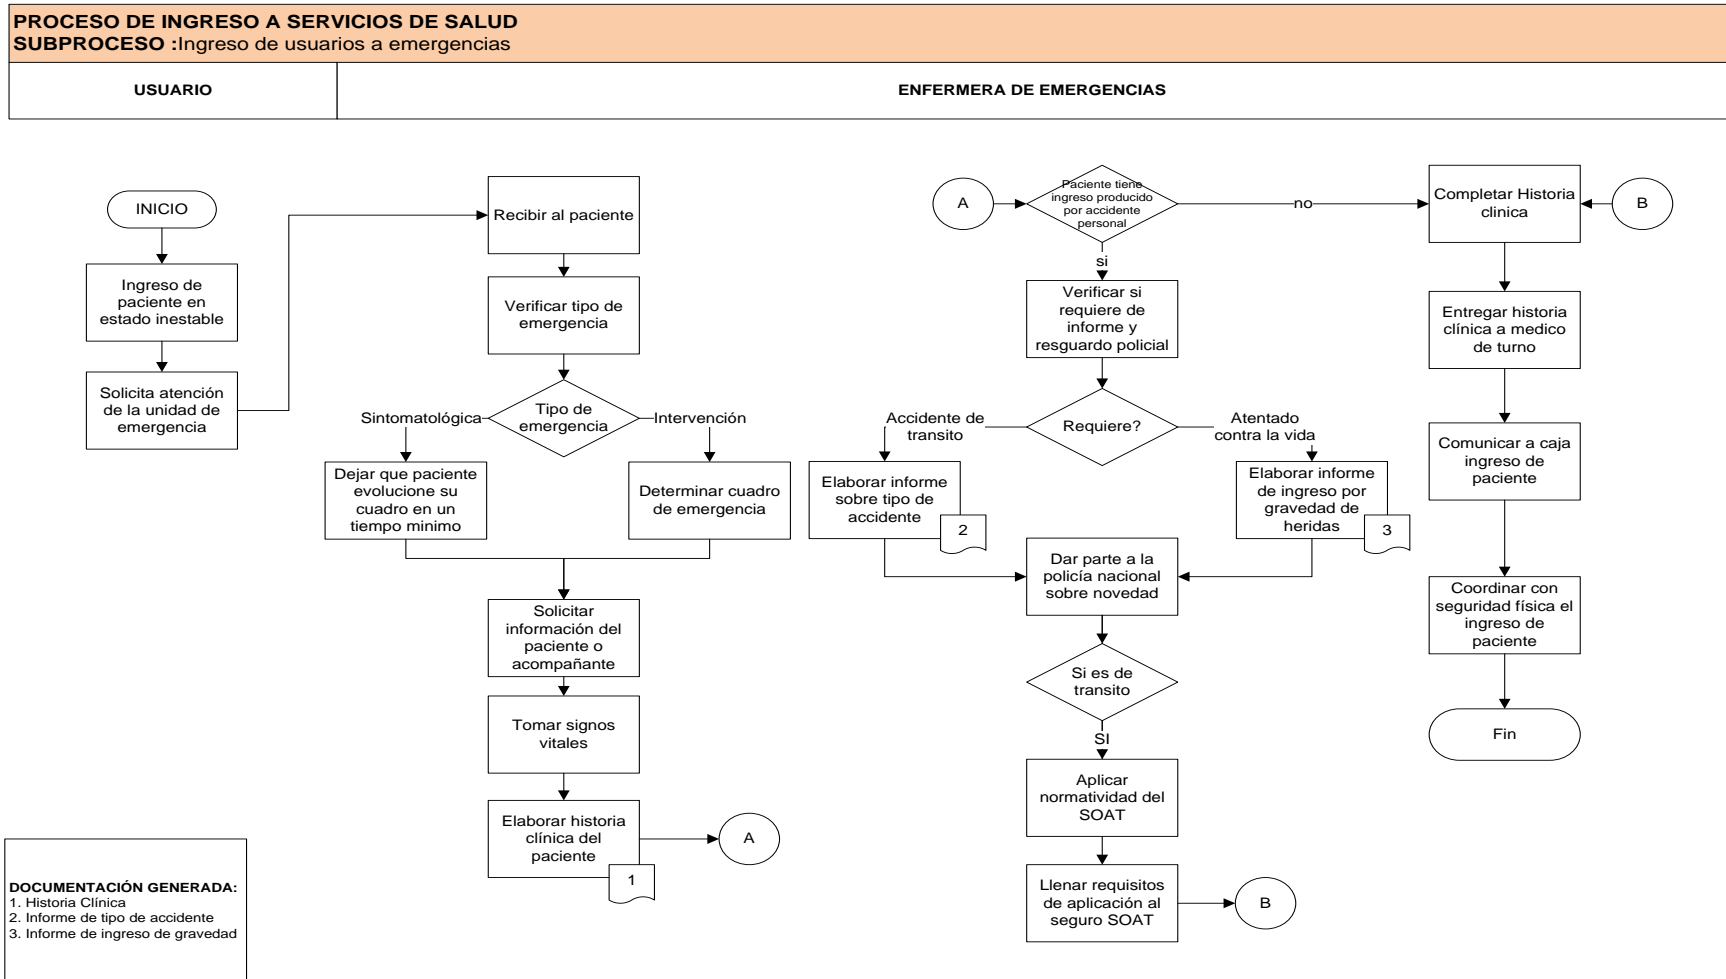 PROCESO DE INGRESO A SERVICIOS DE SALUD
SUBPROCESO :Ingreso de usuarios a emergencias
USUARIO
ENFERMERA DE EMERGENCIAS
INICIO
Ingreso de
paciente en
estado inestable
Solicita atención
de la unidad de
emergencia
Recibir al paciente
Verificar tipo de
emergencia
Tipo de
emergencia
Sintomatológica
Intervención
Dejar que paciente
evolucione su
cuadro en un
tiempo minimo
Determinar cuadro
de emergencia
Solicitar
información del
paciente o
acompañante
Tomar signos
vitales
Elaborar historia
clínica del
paciente
1
A
A
Paciente tiene
ingreso producido
por accidente
personal
no
si
Verificar si
requiere de
informe y
resguardo policial
Requiere?
Accidente de
transito
Atentado
contra la vida
Elaborar informe
sobre tipo de
accidente
2
Elaborar informe
de ingreso por
gravedad de
heridas
3
Dar parte a la
policía nacional
sobre novedad
Si es de
transito
SI
Aplicar
normatividad del
SOAT
Llenar requisitos
de aplicación al
seguro SOAT
B
Completar Historia
clinica
B
Entregar historia
clínica a medico
de turno
Comunicar a caja
ingreso de
paciente
Coordinar con
seguridad física el
ingreso de
paciente
Fin
DOCUMENTACIÓN GENERADA:
1. Historia Clínica
2. Informe de tipo de accidente
3. Informe de ingreso de gravedad